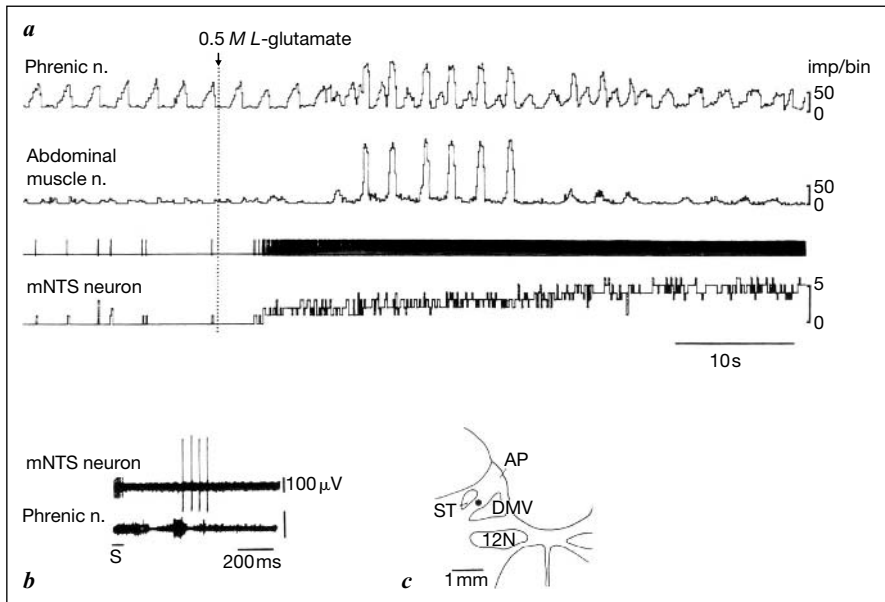 a
0.5 M L-glutamate
Phrenic n.
imp/bin
50
0
Abdominal
muscle n.
50
0
mNTS neuron
5
0
10s
mNTS neuron
100 μV
Phrenic n.
S
200ms
b
AP
ST
DMV
12N
1mm
c